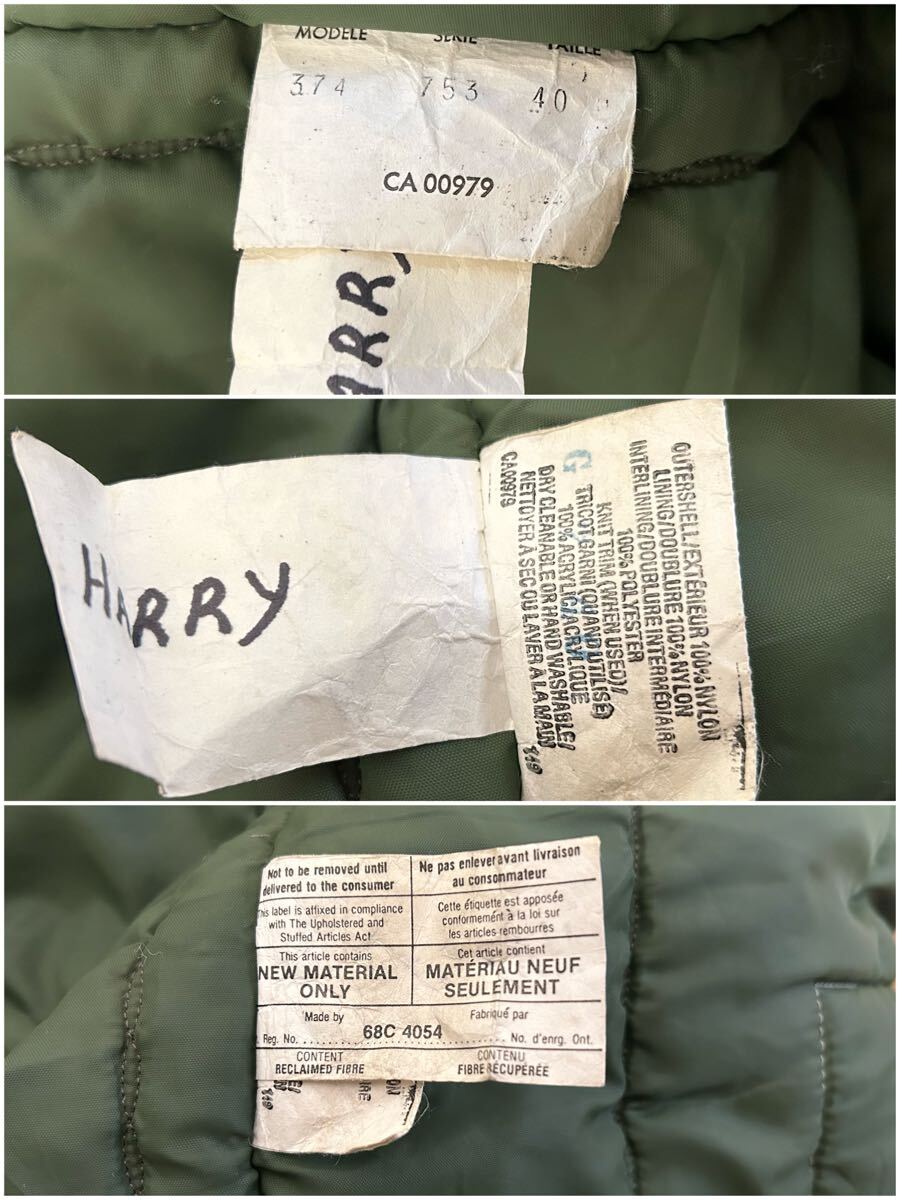 MODELE SERIE TAILLE
374 753 40
CA 00979
HARRY
HARRY
OUTERSHELL/EXTÉRIEUR 100% NYLON
LINING/DOUBLURE 100% NYLON
INTERLINING/DOUBLURE INTERMÉDIAIRE
100% POLYESTER
KNIT TRIM (WHEN USED)/
TRICOT GARNI (QUAND UTILISÉ)
100% ACRYLIC/ACRYLIQUE
DRY CLEANABLE OR HAND WASHABLE/
NETTOYER À SEC OU LAVER À LA MAIN
CA00979
Not to be removed until
delivered to the consumer
This label is affixed in compliance
with The Upholstered and
Stuffed Articles Act
This article contains
NEW MATERIAL
ONLY
Ne pas enlever avant livraison
au consommateur
Cette étiquette est apposée
conformément à la loi sur
les articles rembourrés
Cet article contient
MATÉRIAU NEUF
SEULEMENT
Made by Fabriqué par
Reg. No. 68C 4054 No. d'enrg. Ont.
CONTENT CONTENU
RECLAIMED FIBRE FIBRE RÉCUPÉRÉE